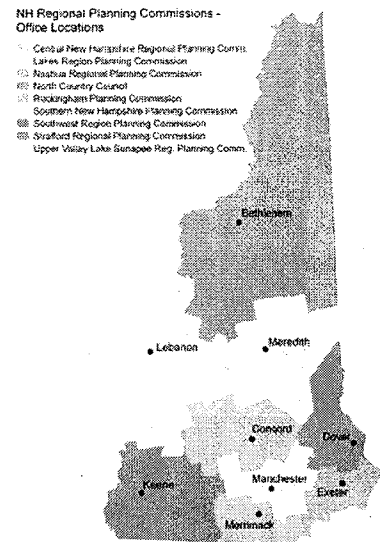 NH Regional Planning Commissions -
Office Locations
Central New Hampshire Regional Planning Comm.
Lakes Region Planning Commission
Nashua Regional Planning Commission
North Country Council
Rockingham Planning Commission
Southern New Hampshire Planning Commission
Southwest Region Planning Commission
Strafford Regional Planning Commission
Upper Valley Lake Sunapee Reg. Planning Comm.
Bethlehem
Lebanon
Meredith
Concord
Dover
Keene
Manchester
Exeter
Merrimack